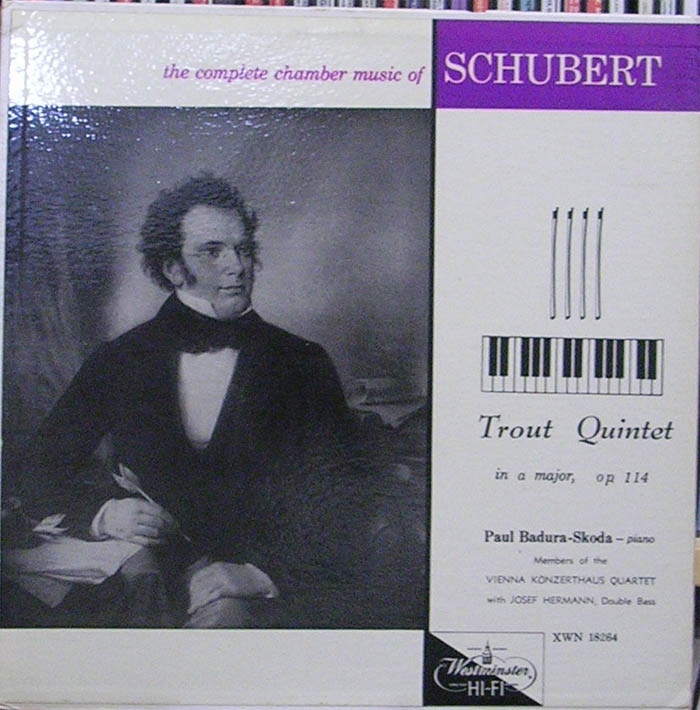 the complete chamber music of SCHUBERT
Trout Quintet
in a major, op 114
Paul Badura-Skoda – piano
Members of the
VIENNA KONZERTHAUS QUARTET
with JOSEF HERMANN, Double Bass
XWN 18264
Westminster
HI-FI